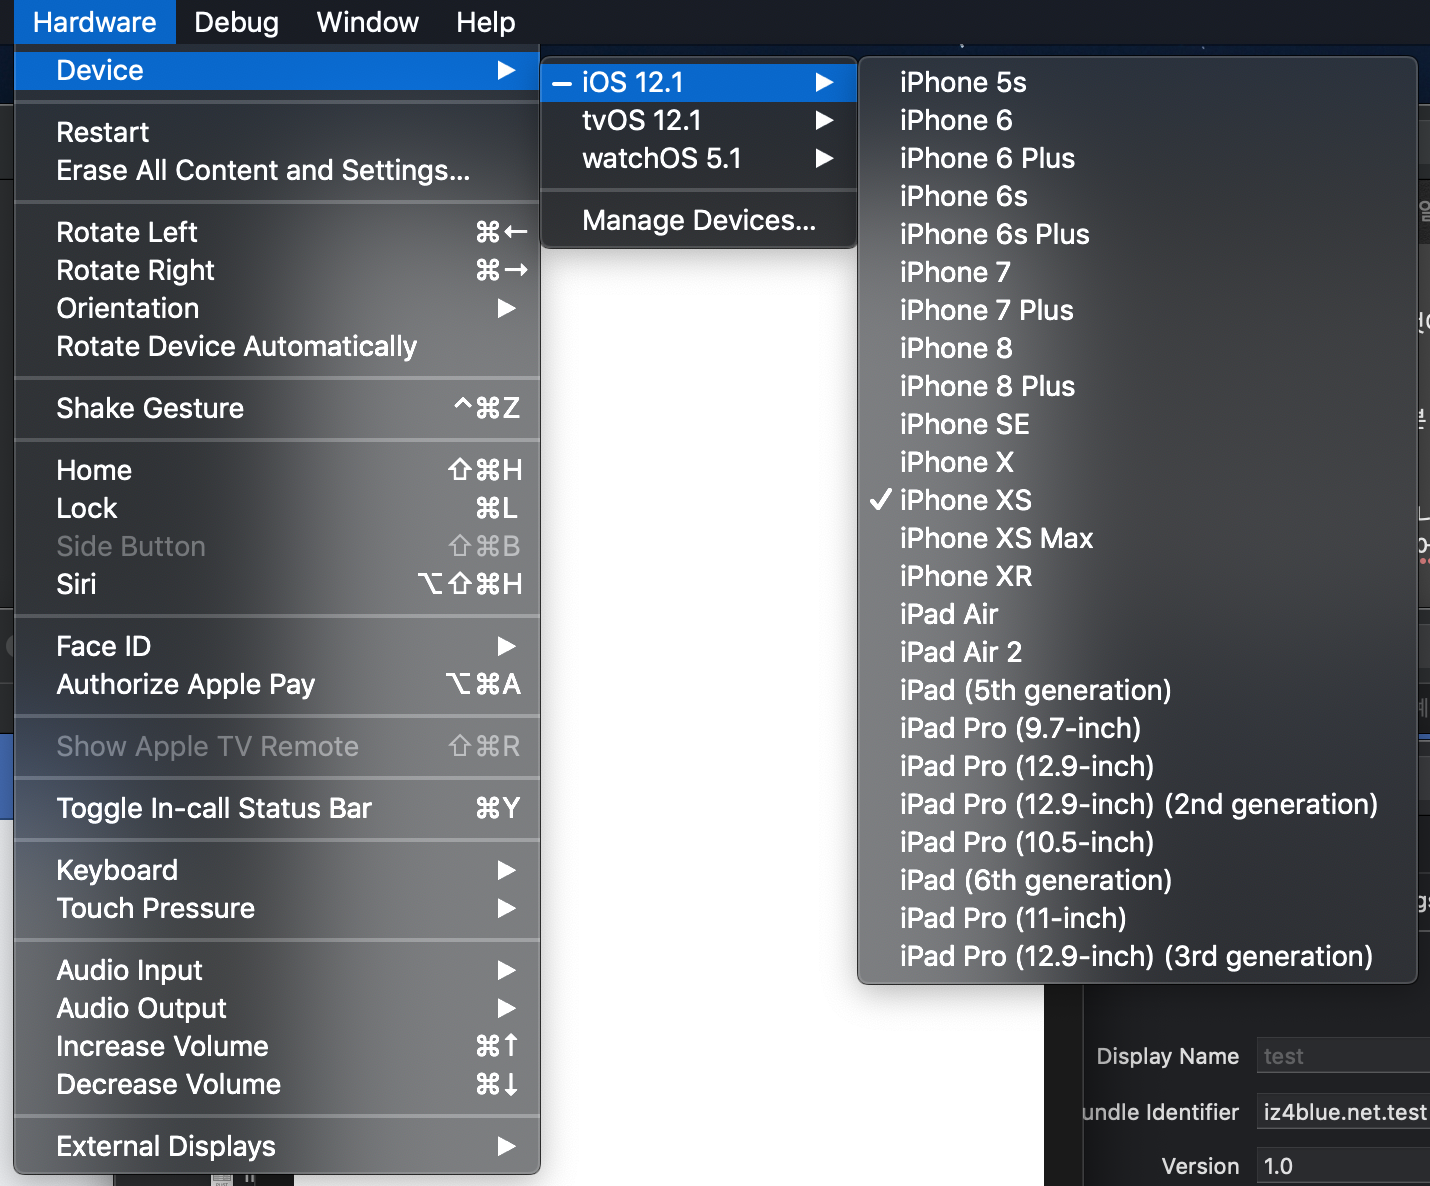 Hardware Debug Window Help
Device ▶
Restart
Erase All Content and Settings...
Rotate Left ⌘←
Rotate Right ⌘→
Orientation ▶
Rotate Device Automatically
Shake Gesture ^⌘Z
Home ⇧⌘H
Lock ⌘L
Side Button ⇧⌘B
Siri ⌥⇧⌘H
Face ID ▶
Authorize Apple Pay ⌥⌘A
Show Apple TV Remote ⇧⌘R
Toggle In-call Status Bar ⌘Y
Keyboard ▶
Touch Pressure ▶
Audio Input ▶
Audio Output ▶
Increase Volume ⌘↑
Decrease Volume ⌘↓
External Displays ▶
– iOS 12.1 ▶
tvOS 12.1 ▶
watchOS 5.1 ▶
Manage Devices...
iPhone 5s
iPhone 6
iPhone 6 Plus
iPhone 6s
iPhone 6s Plus
iPhone 7
iPhone 7 Plus
iPhone 8
iPhone 8 Plus
iPhone SE
iPhone X
✓ iPhone XS
iPhone XS Max
iPhone XR
iPad Air
iPad Air 2
iPad (5th generation)
iPad Pro (9.7-inch)
iPad Pro (12.9-inch)
iPad Pro (12.9-inch) (2nd generation)
iPad Pro (10.5-inch)
iPad (6th generation)
iPad Pro (11-inch)
iPad Pro (12.9-inch) (3rd generation)
Display Name test
undle Identifier iz4blue.net.test
Version 1.0